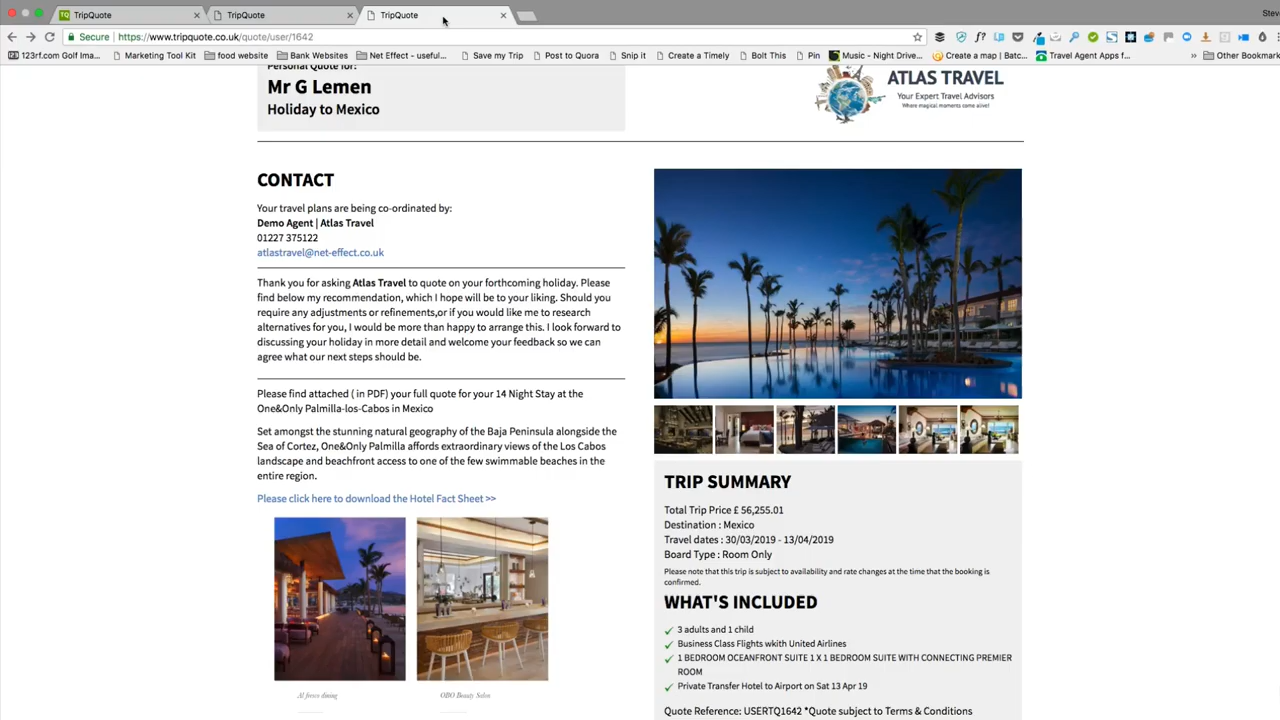 TripQuote
TripQuote
TripQuote
Steve
Secure
https://www.tripquote.co.uk/quote/user/1642
123rf.com Golf Ima...
Marketing Tool Kit
food website
Bank Websites
Net Effect - useful...
Save my Trip
Post to Quora
Snip it
Create a Timely
Bolt This
Pin
Music - Night Drive...
Create a map | Batc...
Travel Agent Apps f...
»
Other Bookmark
Personal Quote for:
Mr G Lemen
Holiday to Mexico
ATLAS TRAVEL
Your Expert Travel Advisors
Where magical moments come alive!
CONTACT
Your travel plans are being co-ordinated by:
Demo Agent | Atlas Travel
01227 375122
atlastravel@net-effect.co.uk
Thank you for asking Atlas Travel to quote on your forthcoming holiday. Please
find below my recommendation, which I hope will be to your liking. Should you
require any adjustments or refinements,or if you would like me to research
alternatives for you, I would be more than happy to arrange this. I look forward to
discussing your holiday in more detail and welcome your feedback so we can
agree what our next steps should be.
Please find attached ( in PDF) your full quote for your 14 Night Stay at the
One&Only Palmilla-los-Cabos in Mexico
Set amongst the stunning natural geography of the Baja Peninsula alongside the
Sea of Cortez, One&Only Palmilla affords extraordinary views of the Los Cabos
landscape and beachfront access to one of the few swimmable beaches in the
entire region.
Please click here to download the Hotel Fact Sheet >>
Al fresco dining
OBO Beauty Salon
TRIP SUMMARY
Total Trip Price £ 56,255.01
Destination : Mexico
Travel dates : 30/03/2019 - 13/04/2019
Board Type : Room Only
Please note that this trip is subject to availability and rate changes at the time that the booking is
confirmed.
WHAT'S INCLUDED
3 adults and 1 child
Business Class Flights wkith United Airlines
1 BEDROOM OCEANFRONT SUITE 1 X 1 BEDROOM SUITE WITH CONNECTING PREMIER
ROOM
Private Transfer Hotel to Airport on Sat 13 Apr 19
Quote Reference: USERTQ1642 *Quote subject to Terms & Conditions